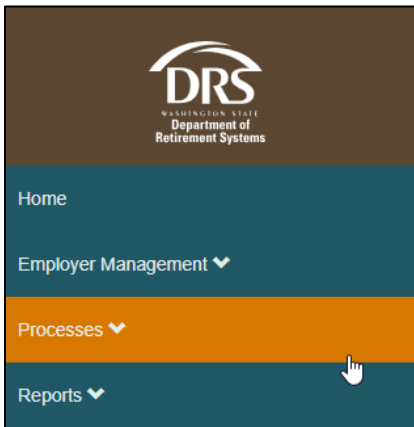 DRS
WASHINGTON STATE
Department of
Retirement Systems
Home
Employer Management
Processes
Reports